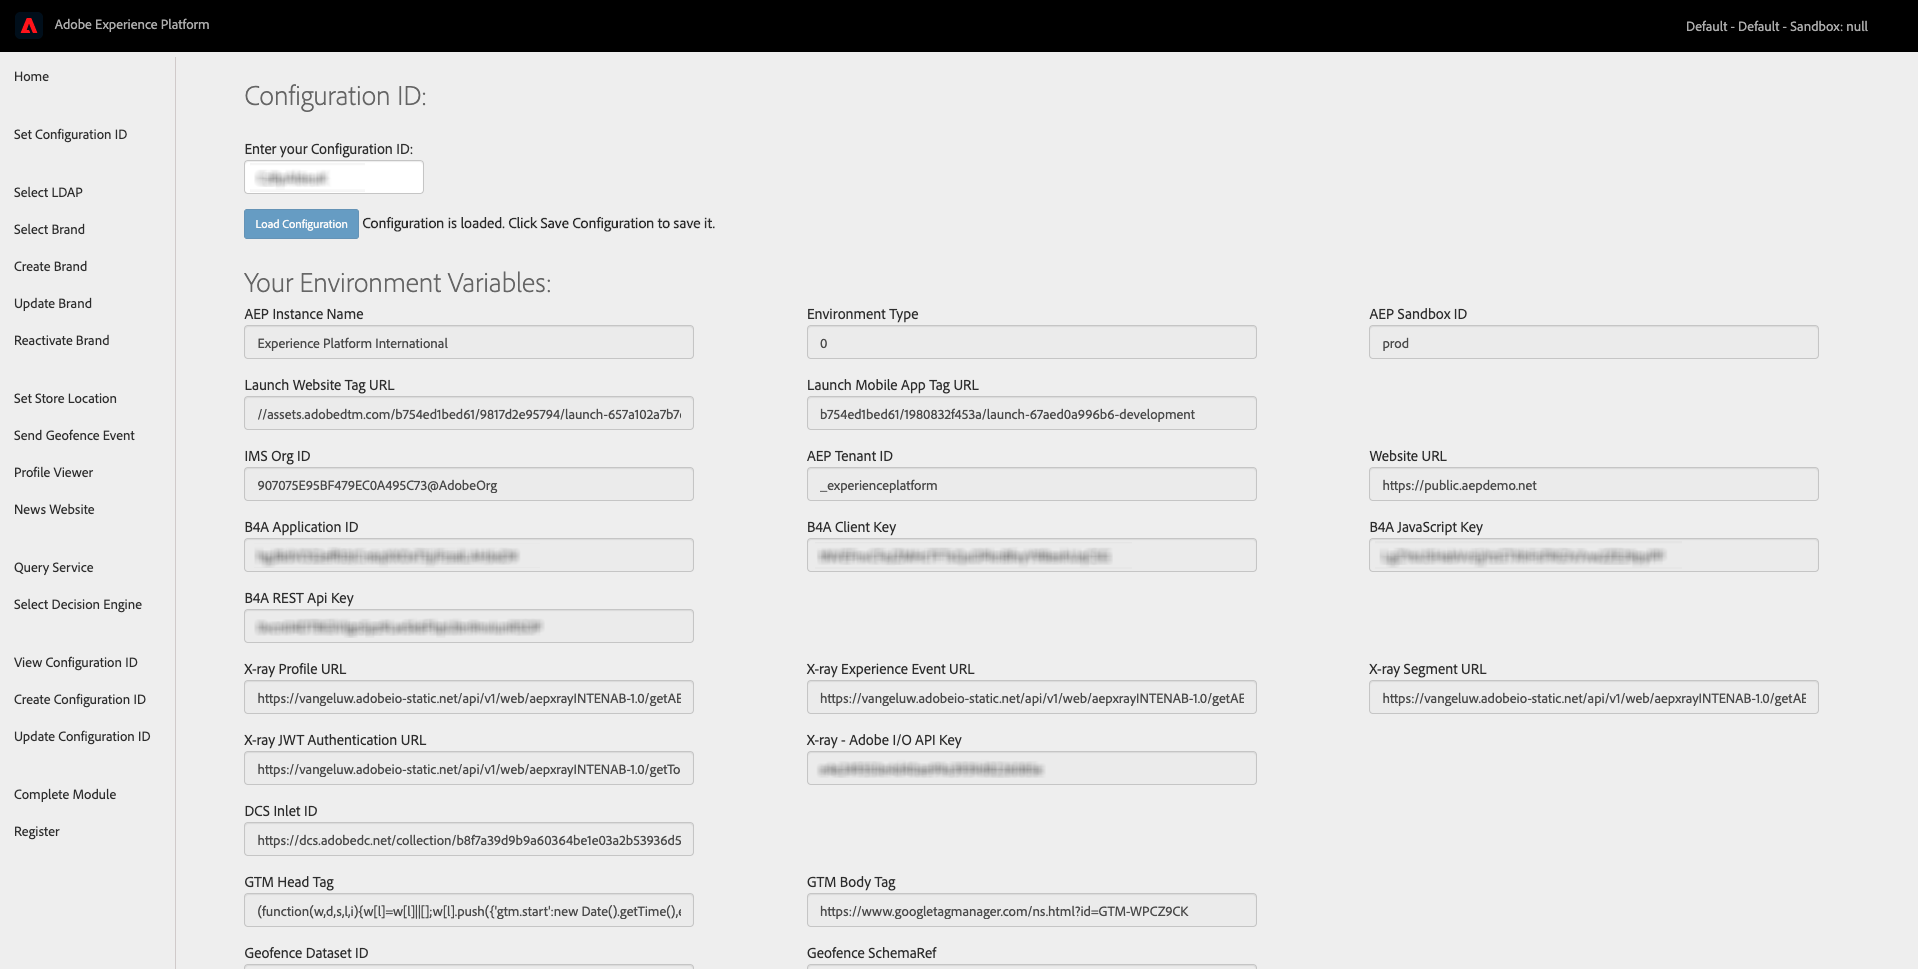 Adobe Experience Platform
Default - Default - Sandbox: null
Home
Set Configuration ID
Select LDAP
Select Brand
Create Brand
Update Brand
Reactivate Brand
Set Store Location
Send Geofence Event
Profile Viewer
News Website
Query Service
Select Decision Engine
View Configuration ID
Create Configuration ID
Update Configuration ID
Complete Module
Register
Configuration ID:
Enter your Configuration ID:
Load Configuration Configuration is loaded. Click Save Configuration to save it.
Your Environment Variables:
AEP Instance Name
Experience Platform International
Environment Type
0
AEP Sandbox ID
prod
Launch Website Tag URL
//assets.adobedtm.com/b754ed1bed61/9817d2e95794/launch-657a102a7b7
Launch Mobile App Tag URL
b754ed1bed61/1980832f453a/launch-67aed0a996b6-development
IMS Org ID
907075E95BF479EC0A495C73@AdobeOrg
AEP Tenant ID
_experienceplatform
Website URL
https://public.aepdemo.net
B4A Application ID
B4A Client Key
B4A JavaScript Key
B4A REST Api Key
X-ray Profile URL
https://vangeluw.adobeio-static.net/api/v1/web/aepxrayINTENAB-1.0/getAE
X-ray Experience Event URL
https://vangeluw.adobeio-static.net/api/v1/web/aepxrayINTENAB-1.0/getAE
X-ray Segment URL
https://vangeluw.adobeio-static.net/api/v1/web/aepxrayINTENAB-1.0/getAE
X-ray JWT Authentication URL
https://vangeluw.adobeio-static.net/api/v1/web/aepxrayINTENAB-1.0/getTo
X-ray - Adobe I/O API Key
DCS Inlet ID
https://dcs.adobedc.net/collection/b8f7a39d9b9a60364be1e03a2b53936d5
GTM Head Tag
(function(w,d,s,l,i){w[l]=w[l]||[];w[l].push({'gtm.start':new Date().getTime(),e
GTM Body Tag
https://www.googletagmanager.com/ns.html?id=GTM-WPCZ9CK
Geofence Dataset ID
Geofence SchemaRef